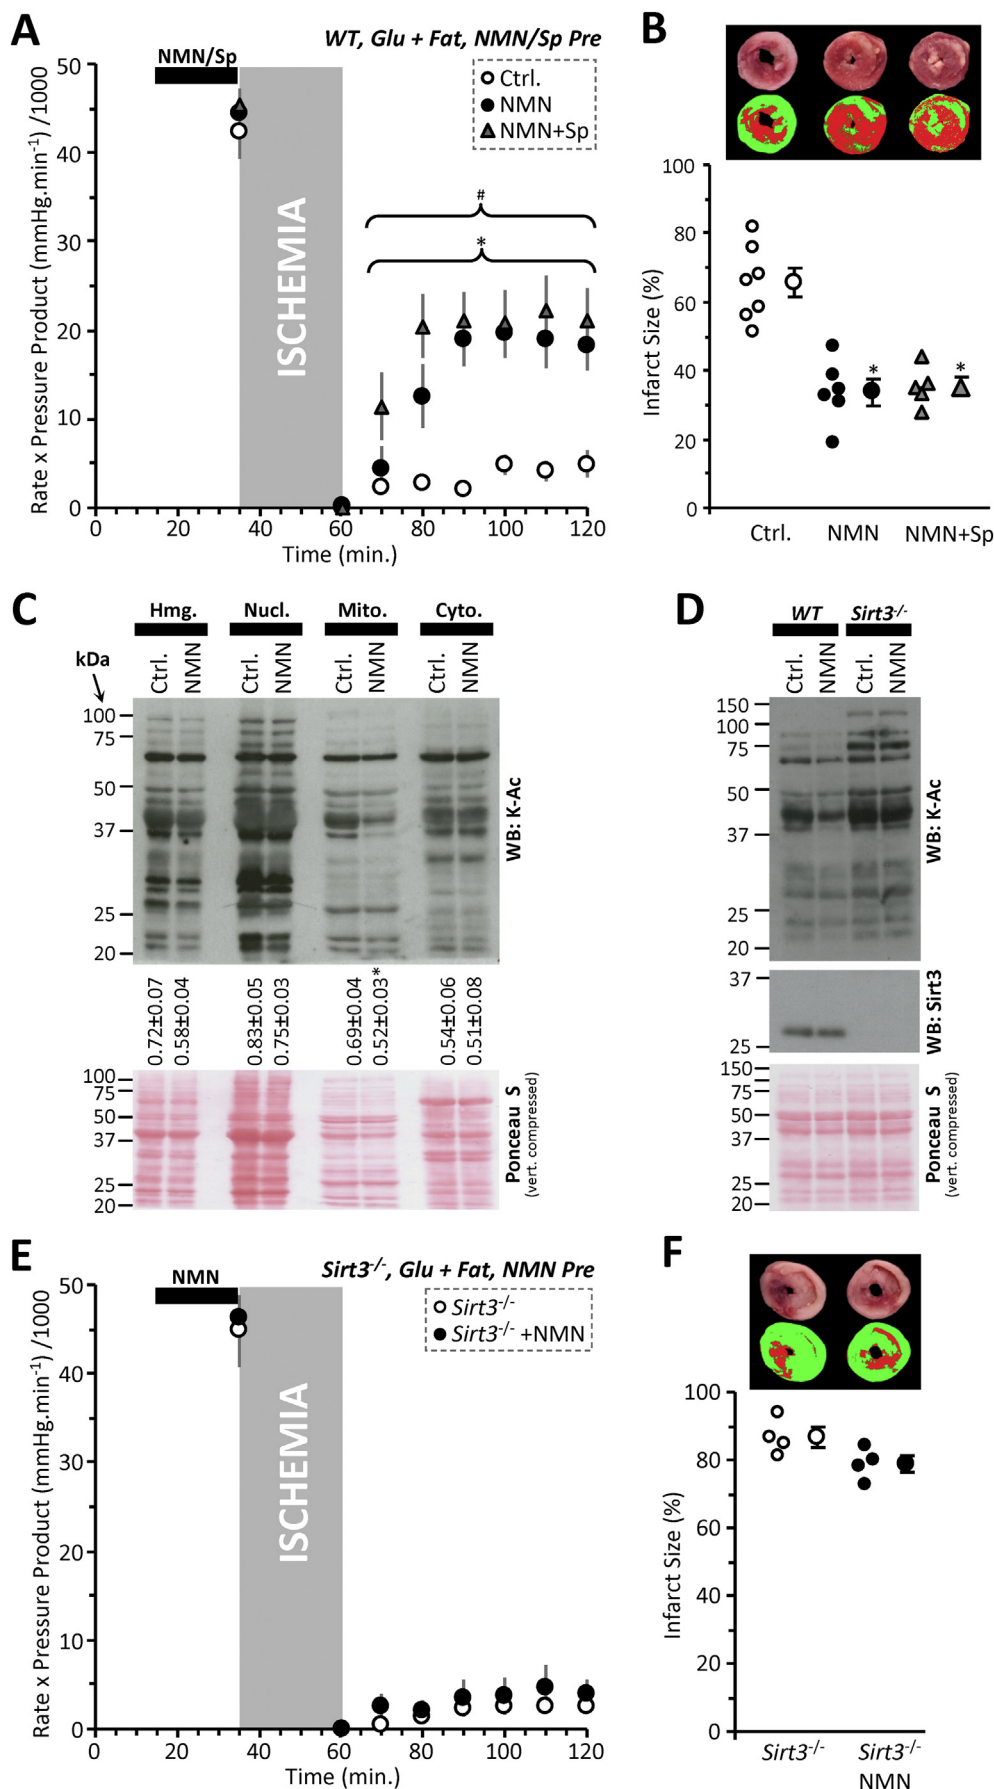 A
WT, Glu + Fat, NMN/Sp Pre
NMN/Sp
Ctrl.
NMN
NMN+Sp
ISCHEMIA
#
*
Rate x Pressure Product (mmHg.min-1) /1000
50
40
30
20
10
0
0 20 40 60 80 100 120
Time (min.)
B
Infarct Size (%)
100
80
60
40
20
0
* *
Ctrl. NMN NMN+Sp
C
Hmg. Nucl. Mito. Cyto.
kDa
Ctrl. NMN Ctrl. NMN Ctrl. NMN Ctrl. NMN
100
75
50
37
25
20
WB: K-Ac
0.72±0.07 0.58±0.04 0.83±0.05 0.75±0.03 0.69±0.04 0.52±0.03* 0.54±0.06 0.51±0.08
100
75
50
37
25
20
Ponceau S
(vert. compressed)
D
WT Sirt3-/-
Ctrl. NMN Ctrl. NMN
150
100
75
50
37
25
20
WB: K-Ac
37
25
WB: Sirt3
150
75
50
37
25
20
Ponceau S
(vert. compressed)
E
Sirt3-/-, Glu + Fat, NMN Pre
NMN
Sirt3-/-
Sirt3-/- +NMN
ISCHEMIA
Rate x Pressure Product (mmHg.min-1) /1000
50
40
30
20
10
0
0 20 40 60 80 100 120
Time (min.)
F
Infarct Size (%)
100
80
60
40
20
0
Sirt3-/- Sirt3-/-
NMN